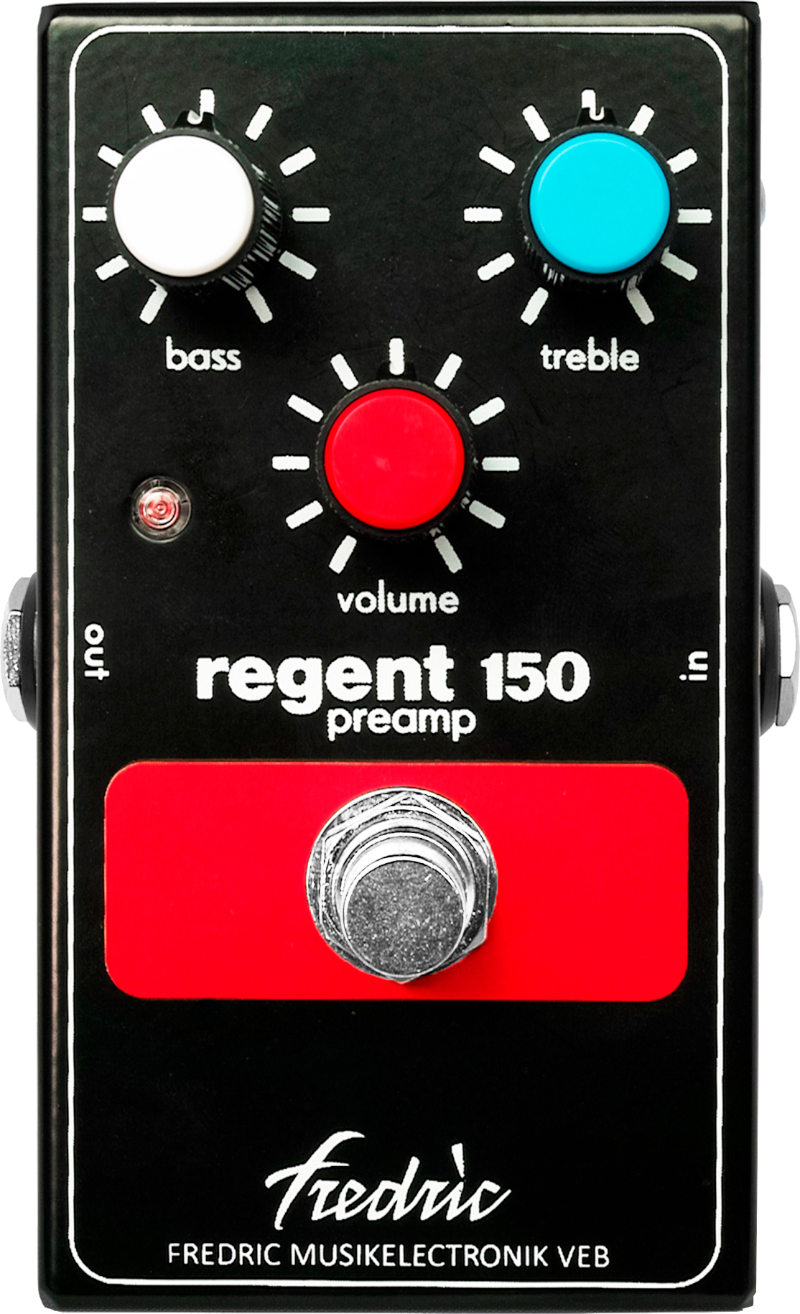 bass
treble
volume
out
in
regent 150
preamp
Fredric
FREDRIC MUSIKELECTRONIK VEB